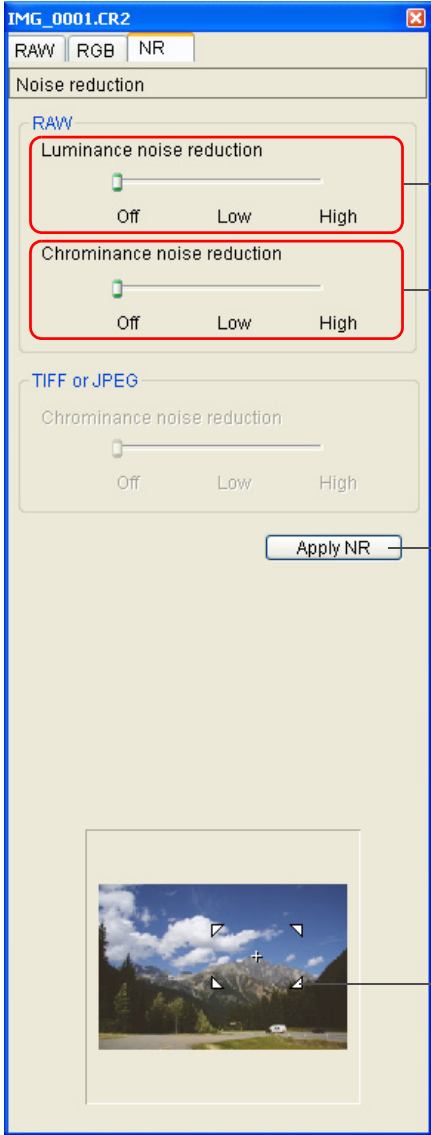 IMG_0001.CR2
RAW RGB NR
Noise reduction
RAW
Luminance noise reduction
Off Low High
Chrominance noise reduction
Off Low High
TIFF or JPEG
Chrominance noise reduction
Off Low High
Apply NR